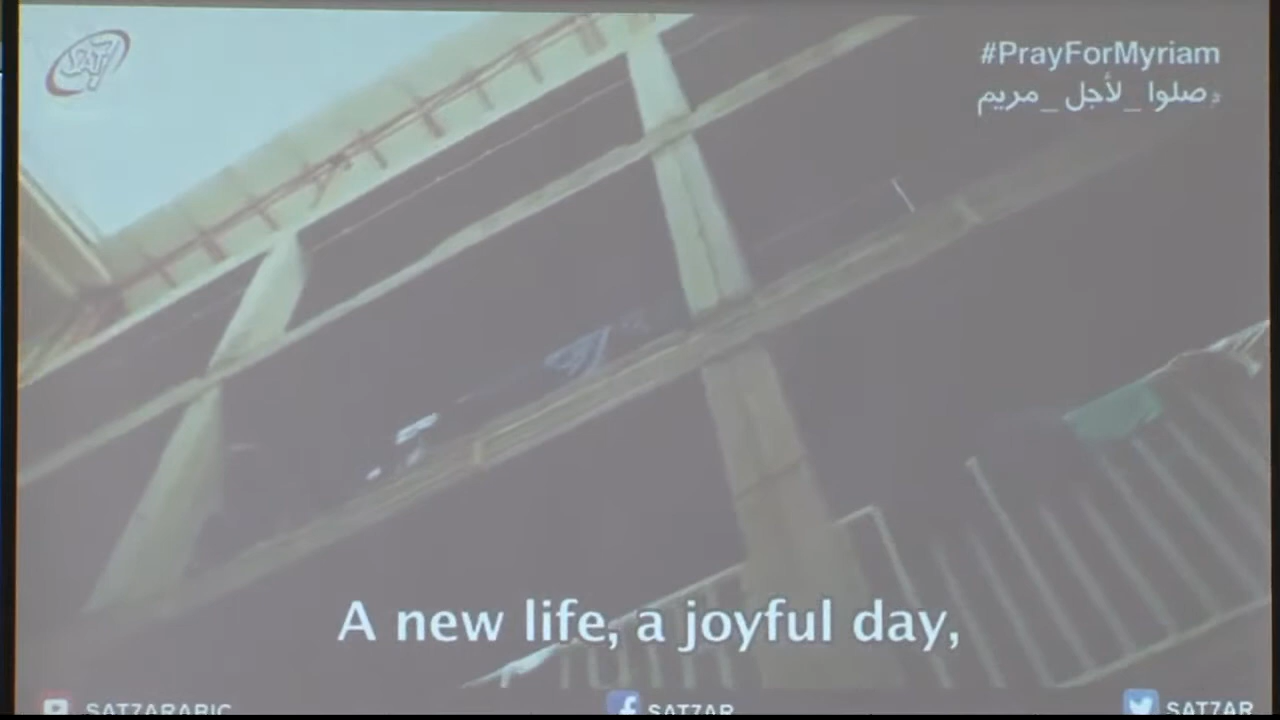 SAT7
#PrayForMyriam
#صلوا_لأجل_مريم
A new life, a joyful day,
SAT7ARABIC
SAT7AR
SAT7AR